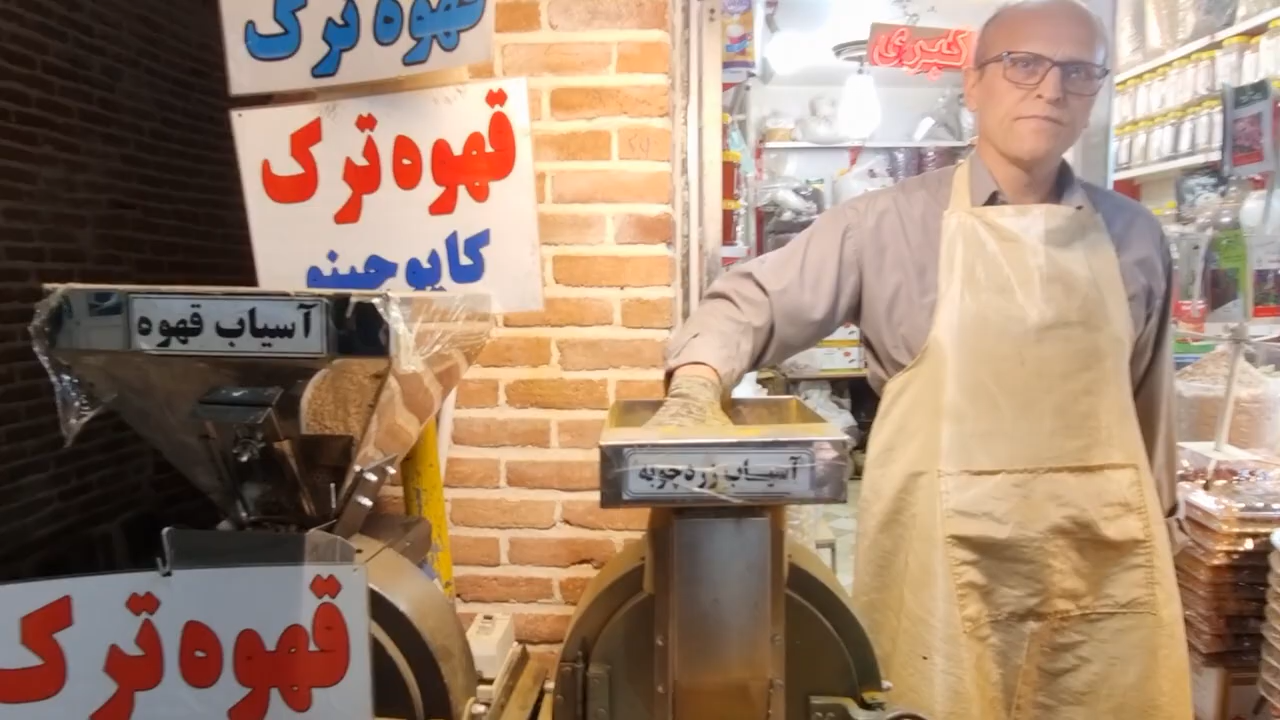 قهوه ترک
قهوه ترک
کاپوچینو
کبیری
آسیاب قهوه
آسیاب زردچوبه
قهوه ترک